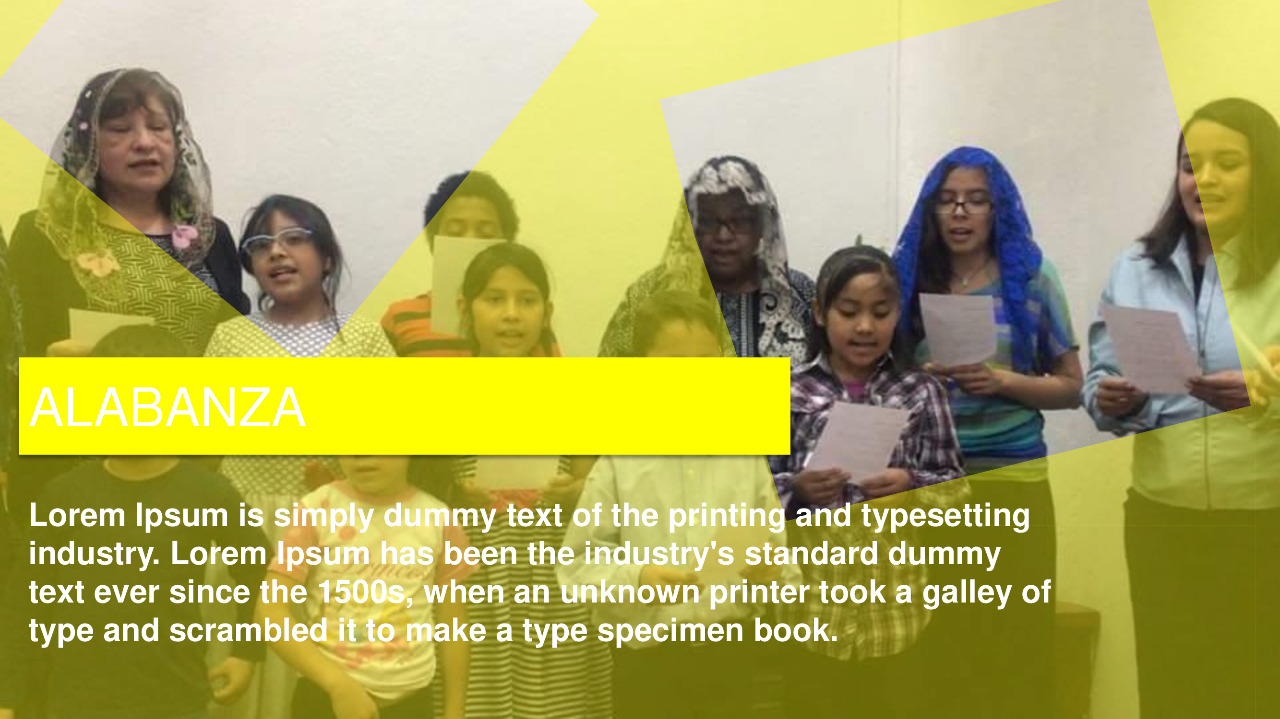 ALABANZA
Lorem Ipsum is simply dummy text of the printing and typesetting
industry. Lorem Ipsum has been the industry's standard dummy
text ever since the 1500s, when an unknown printer took a galley of
type and scrambled it to make a type specimen book.